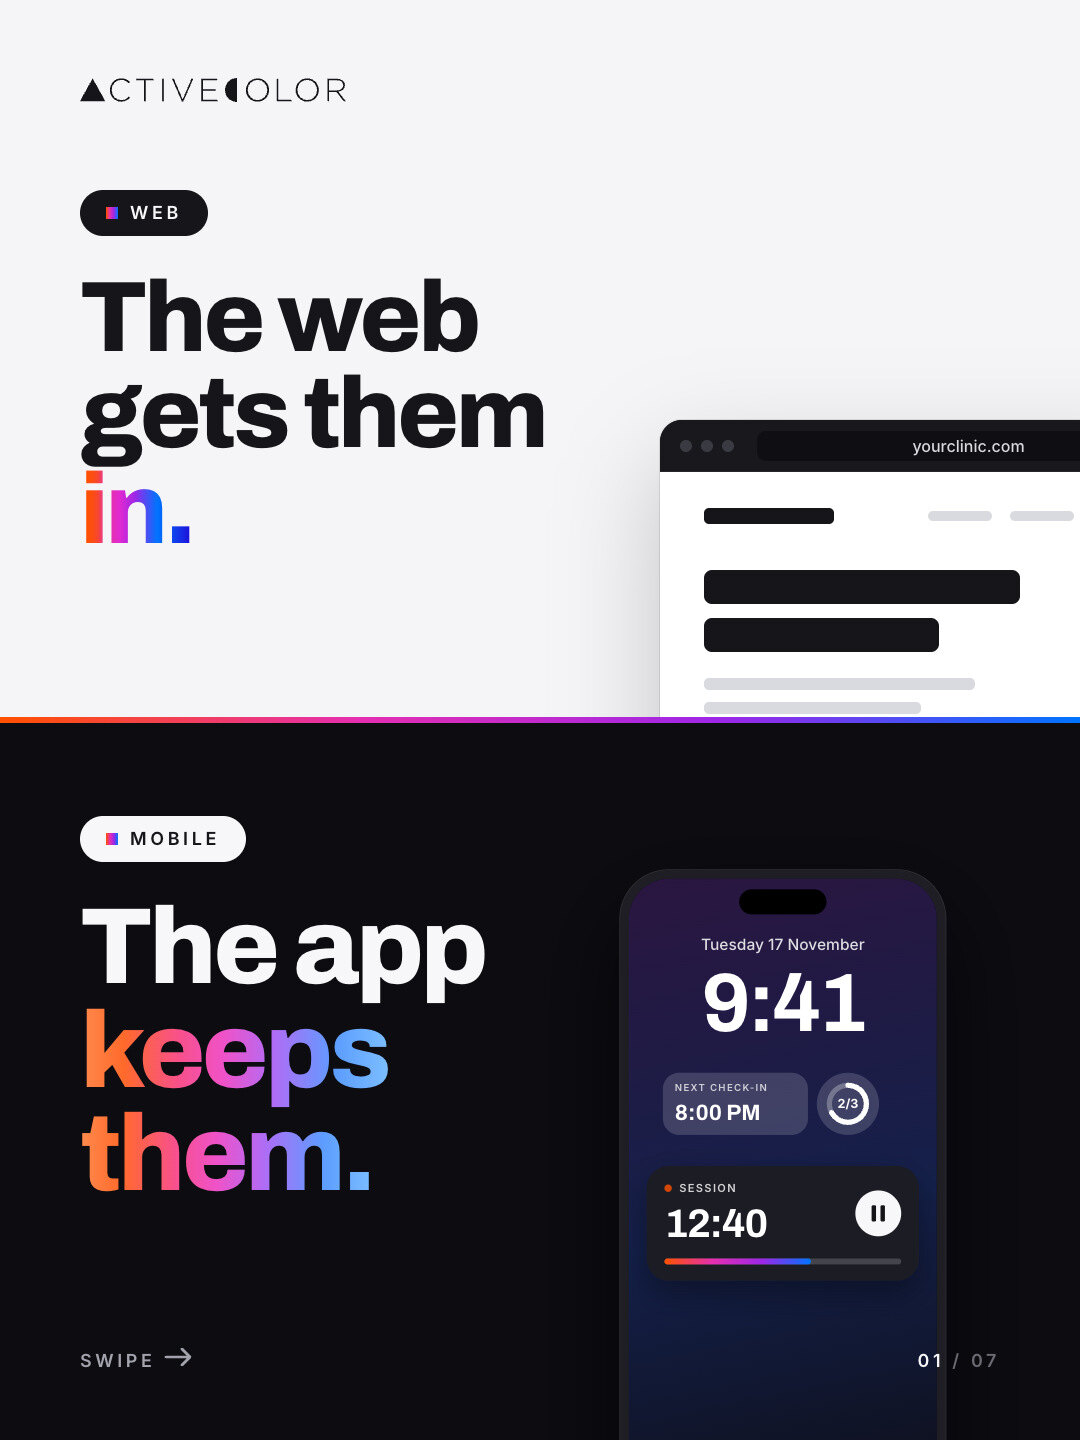 ACTIVECOLOR
WEB
The web
gets them
in.
yourclinic.com
MOBILE
The app
keeps
them.
Tuesday 17 November
9:41
NEXT CHECK-IN
8:00 PM
2/3
SESSION
12:40
SWIPE →
01 / 07